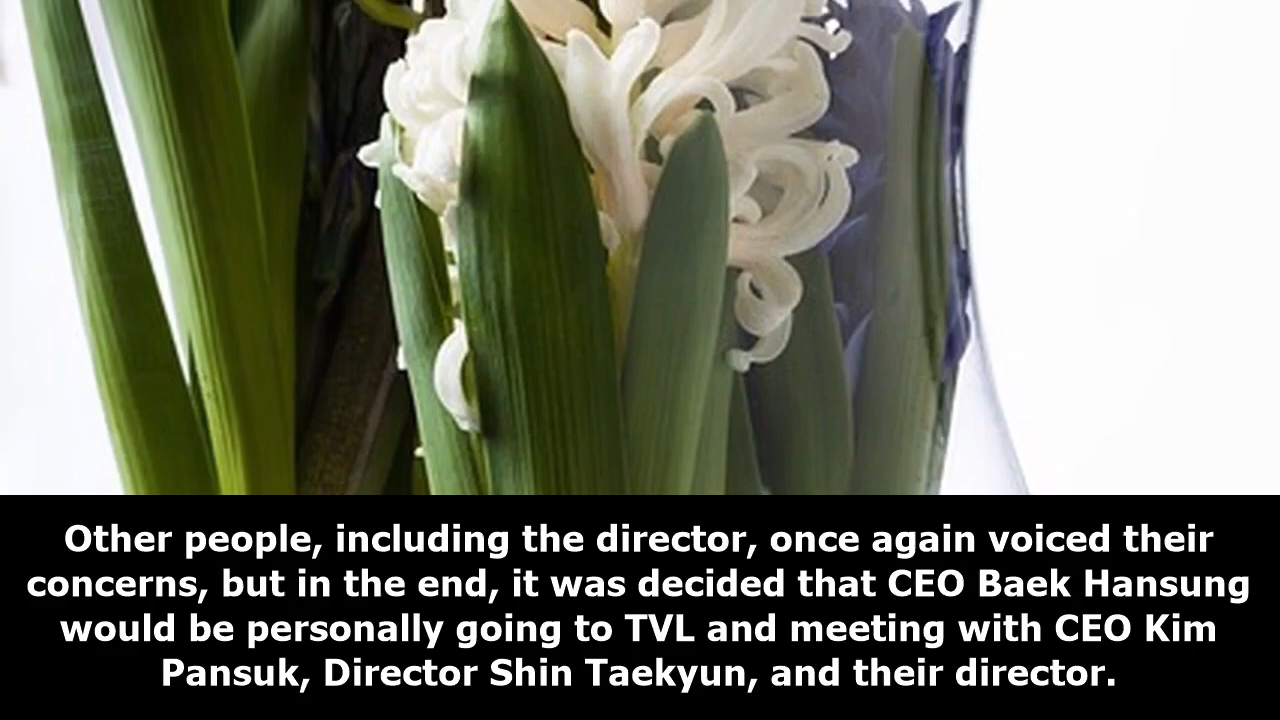 Other people, including the director, once again voiced their
concerns, but in the end, it was decided that CEO Baek Hansung
would be personally going to TVL and meeting with CEO Kim
Pansuk, Director Shin Taekyun, and their director.